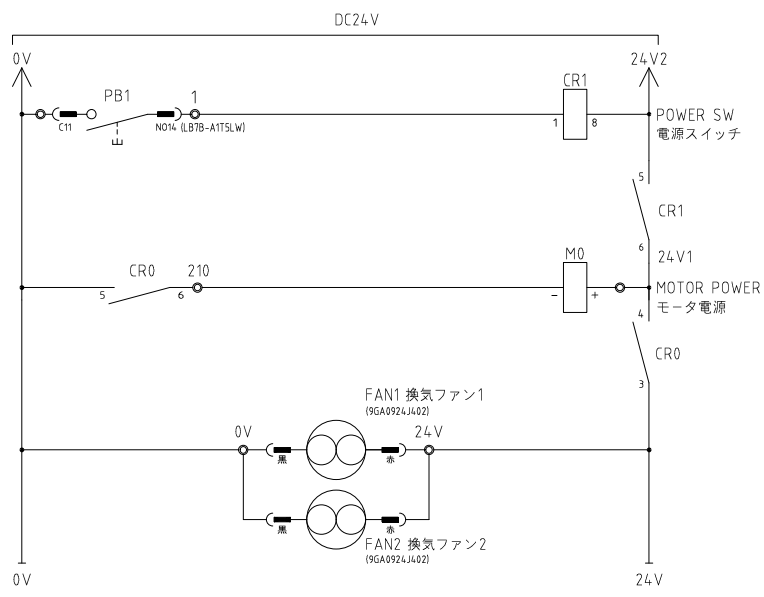 DC24V
0V
24V2
PB1
1
CR1
C11
NO14 (LB7B-A1T5LW)
1
8
POWER SW
電源スイッチ
5
CR1
6
24V1
CR0
210
M0
5
6
-
+
MOTOR POWER
モータ電源
4
CR0
3
FAN1 換気ファン1
(9GA0924J402)
0V
24V
黒
赤
黒
赤
FAN2 換気ファン2
(9GA0924J402)
0V
24V